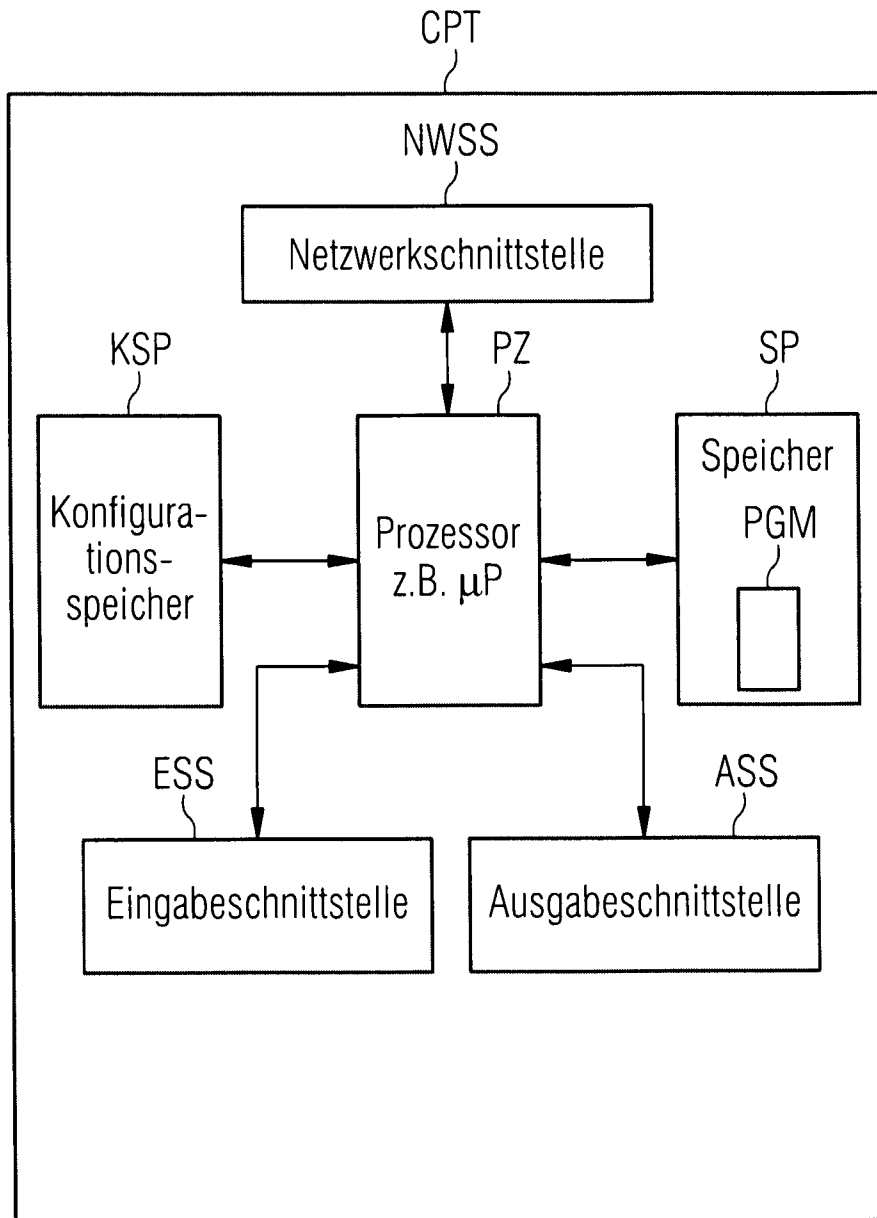 CPT
NWSS
Netzwerkschnittstelle
KSP
PZ
SP
Konfigura-
tions-
speicher
Prozessor
z.B. µP
Speicher
PGM
ESS
ASS
Eingabeschnittstelle
Ausgabeschnittstelle